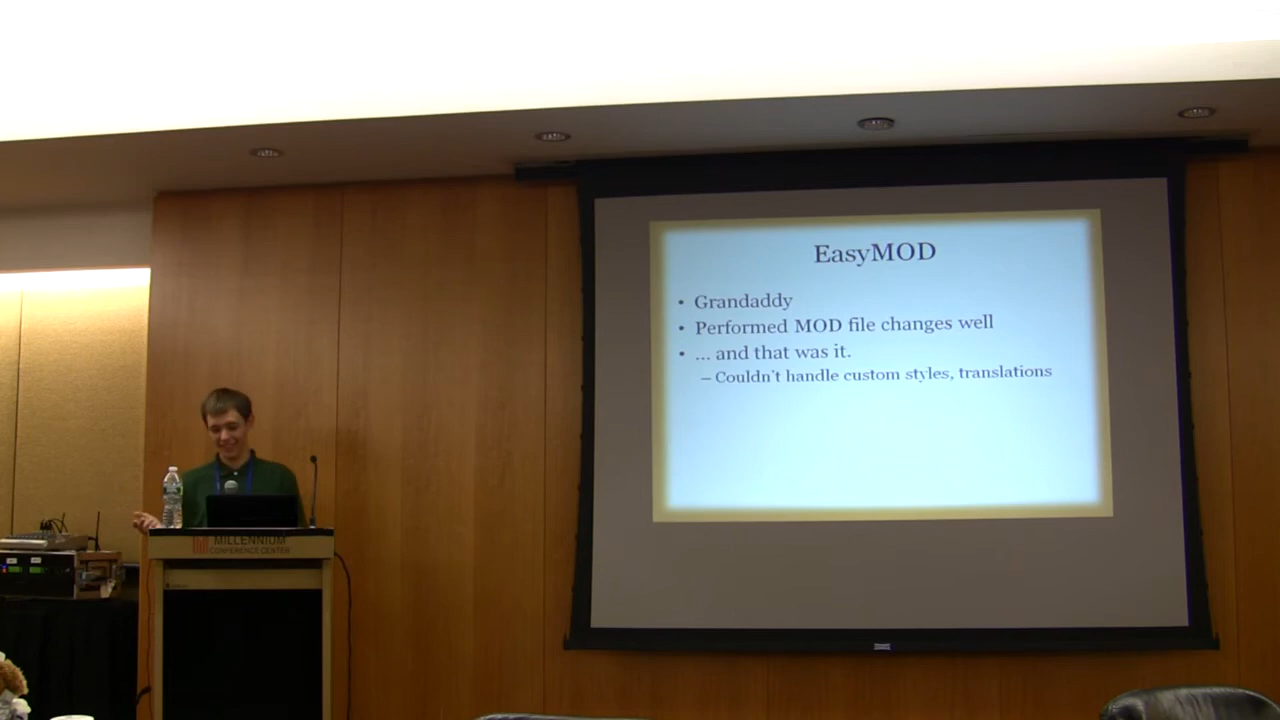 EasyMOD
• Grandaddy
• Performed MOD file changes well
• ... and that was it.
– Couldn't handle custom styles, translations
MILLENNIUM
CONFERENCE CENTER